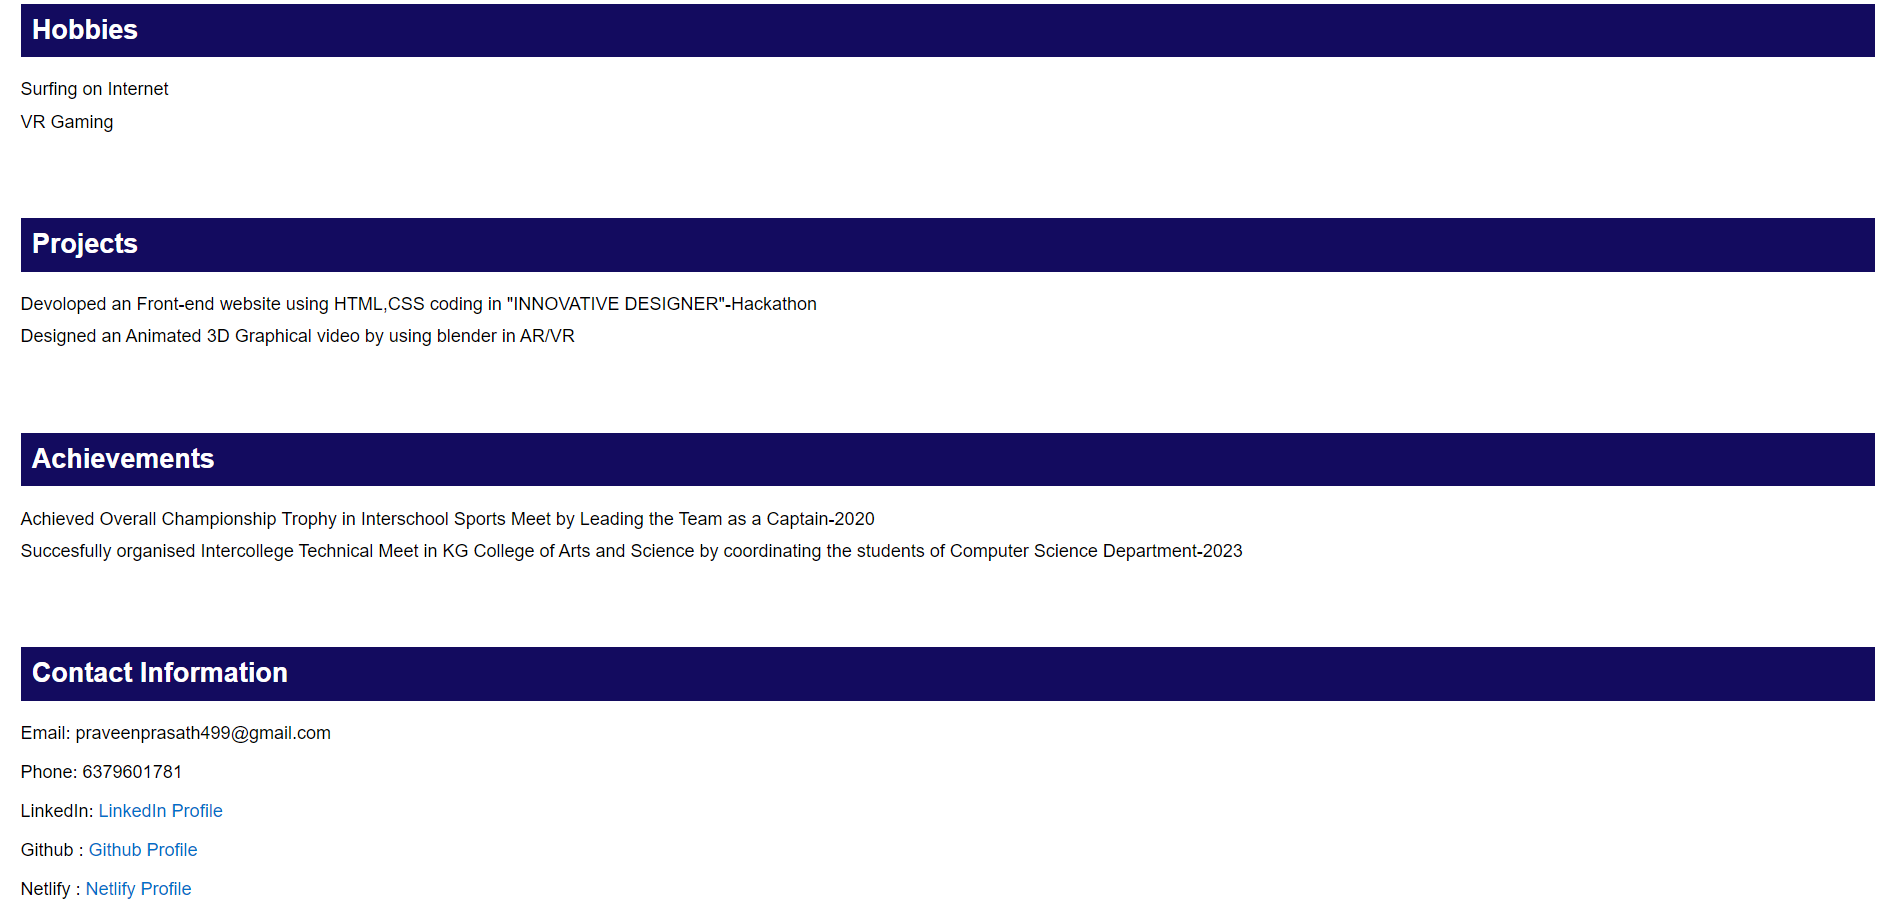 Hobbies
Surfing on Internet
VR Gaming
Projects
Devoloped an Front-end website using HTML,CSS coding in "INNOVATIVE DESIGNER"-Hackathon
Designed an Animated 3D Graphical video by using blender in AR/VR
Achievements
Achieved Overall Championship Trophy in Interschool Sports Meet by Leading the Team as a Captain-2020
Succesfully organised Intercollege Technical Meet in KG College of Arts and Science by coordinating the students of Computer Science Department-2023
Contact Information
Email: praveenprasath499@gmail.com
Phone: 6379601781
LinkedIn: LinkedIn Profile
Github : Github Profile
Netlify : Netlify Profile